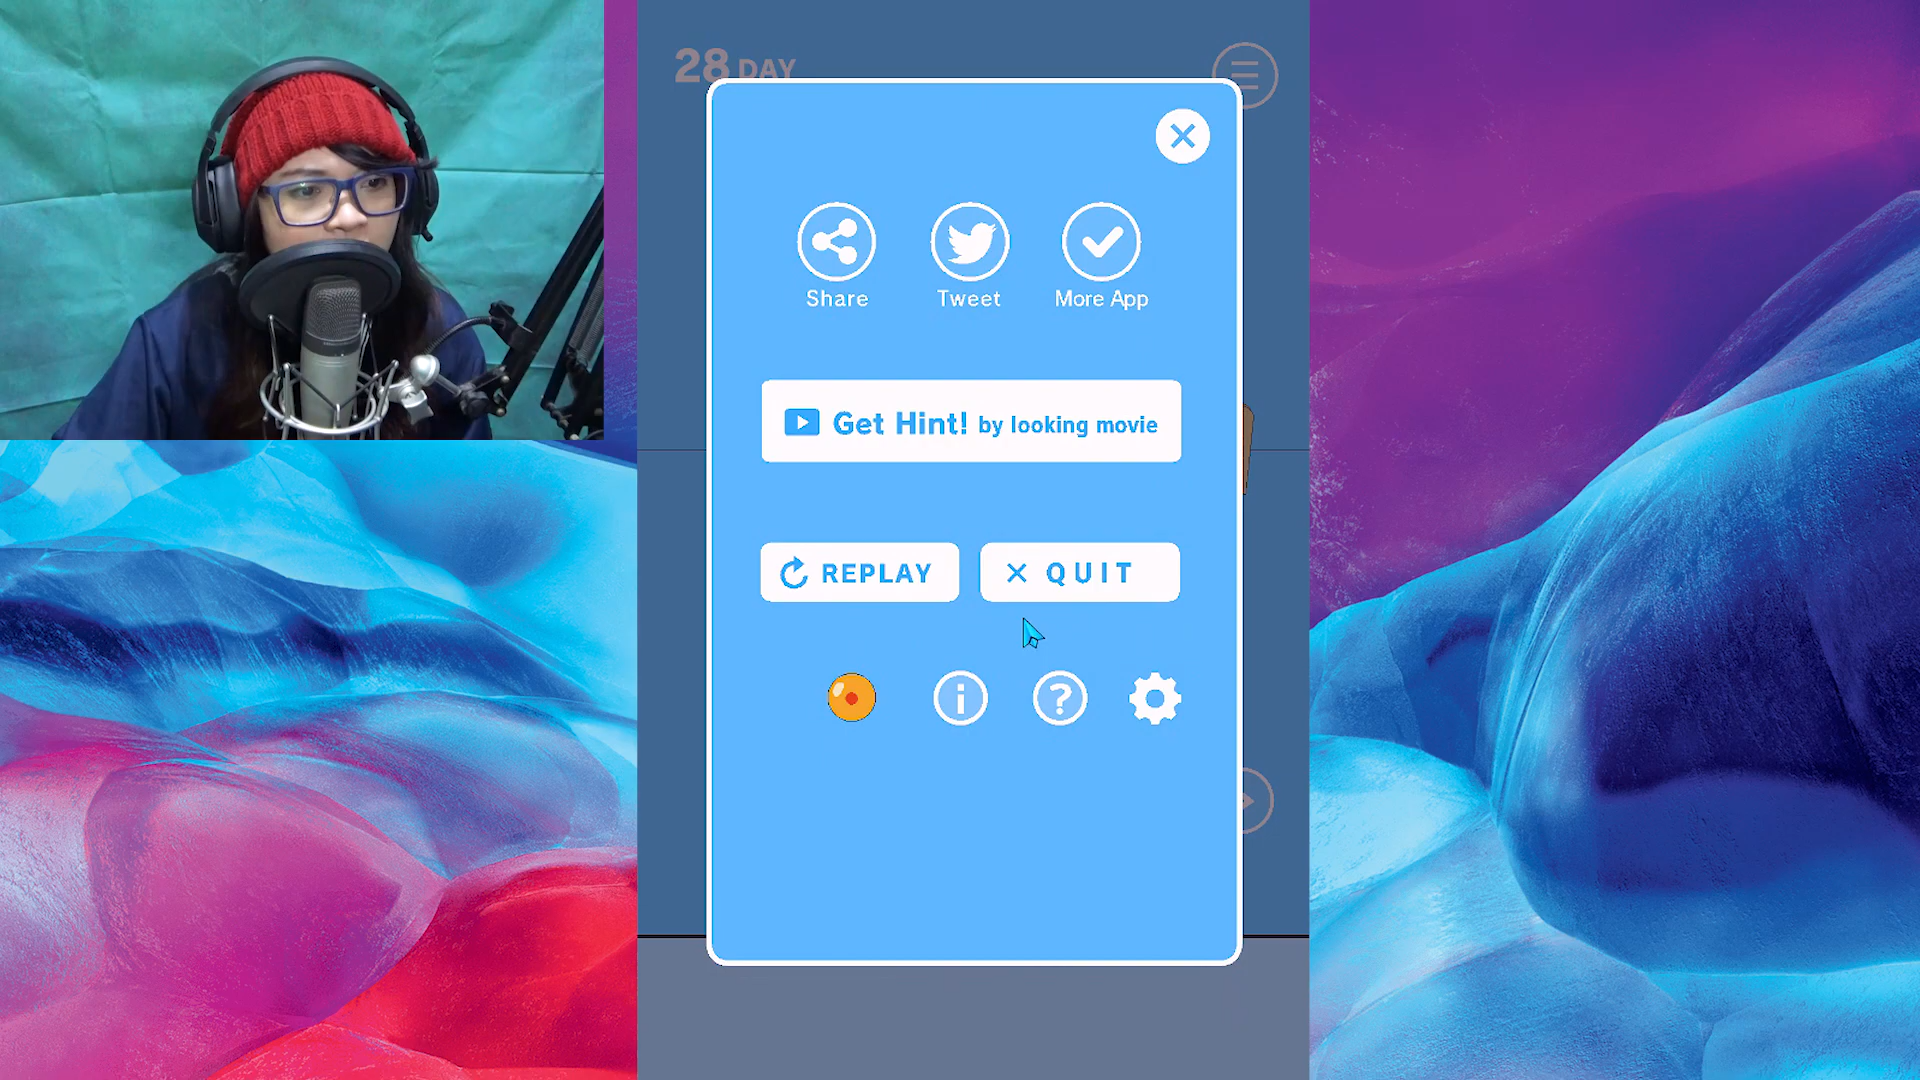 28 DAY
Share
Tweet
More App
Get Hint! by looking movie
REPLAY
QUIT